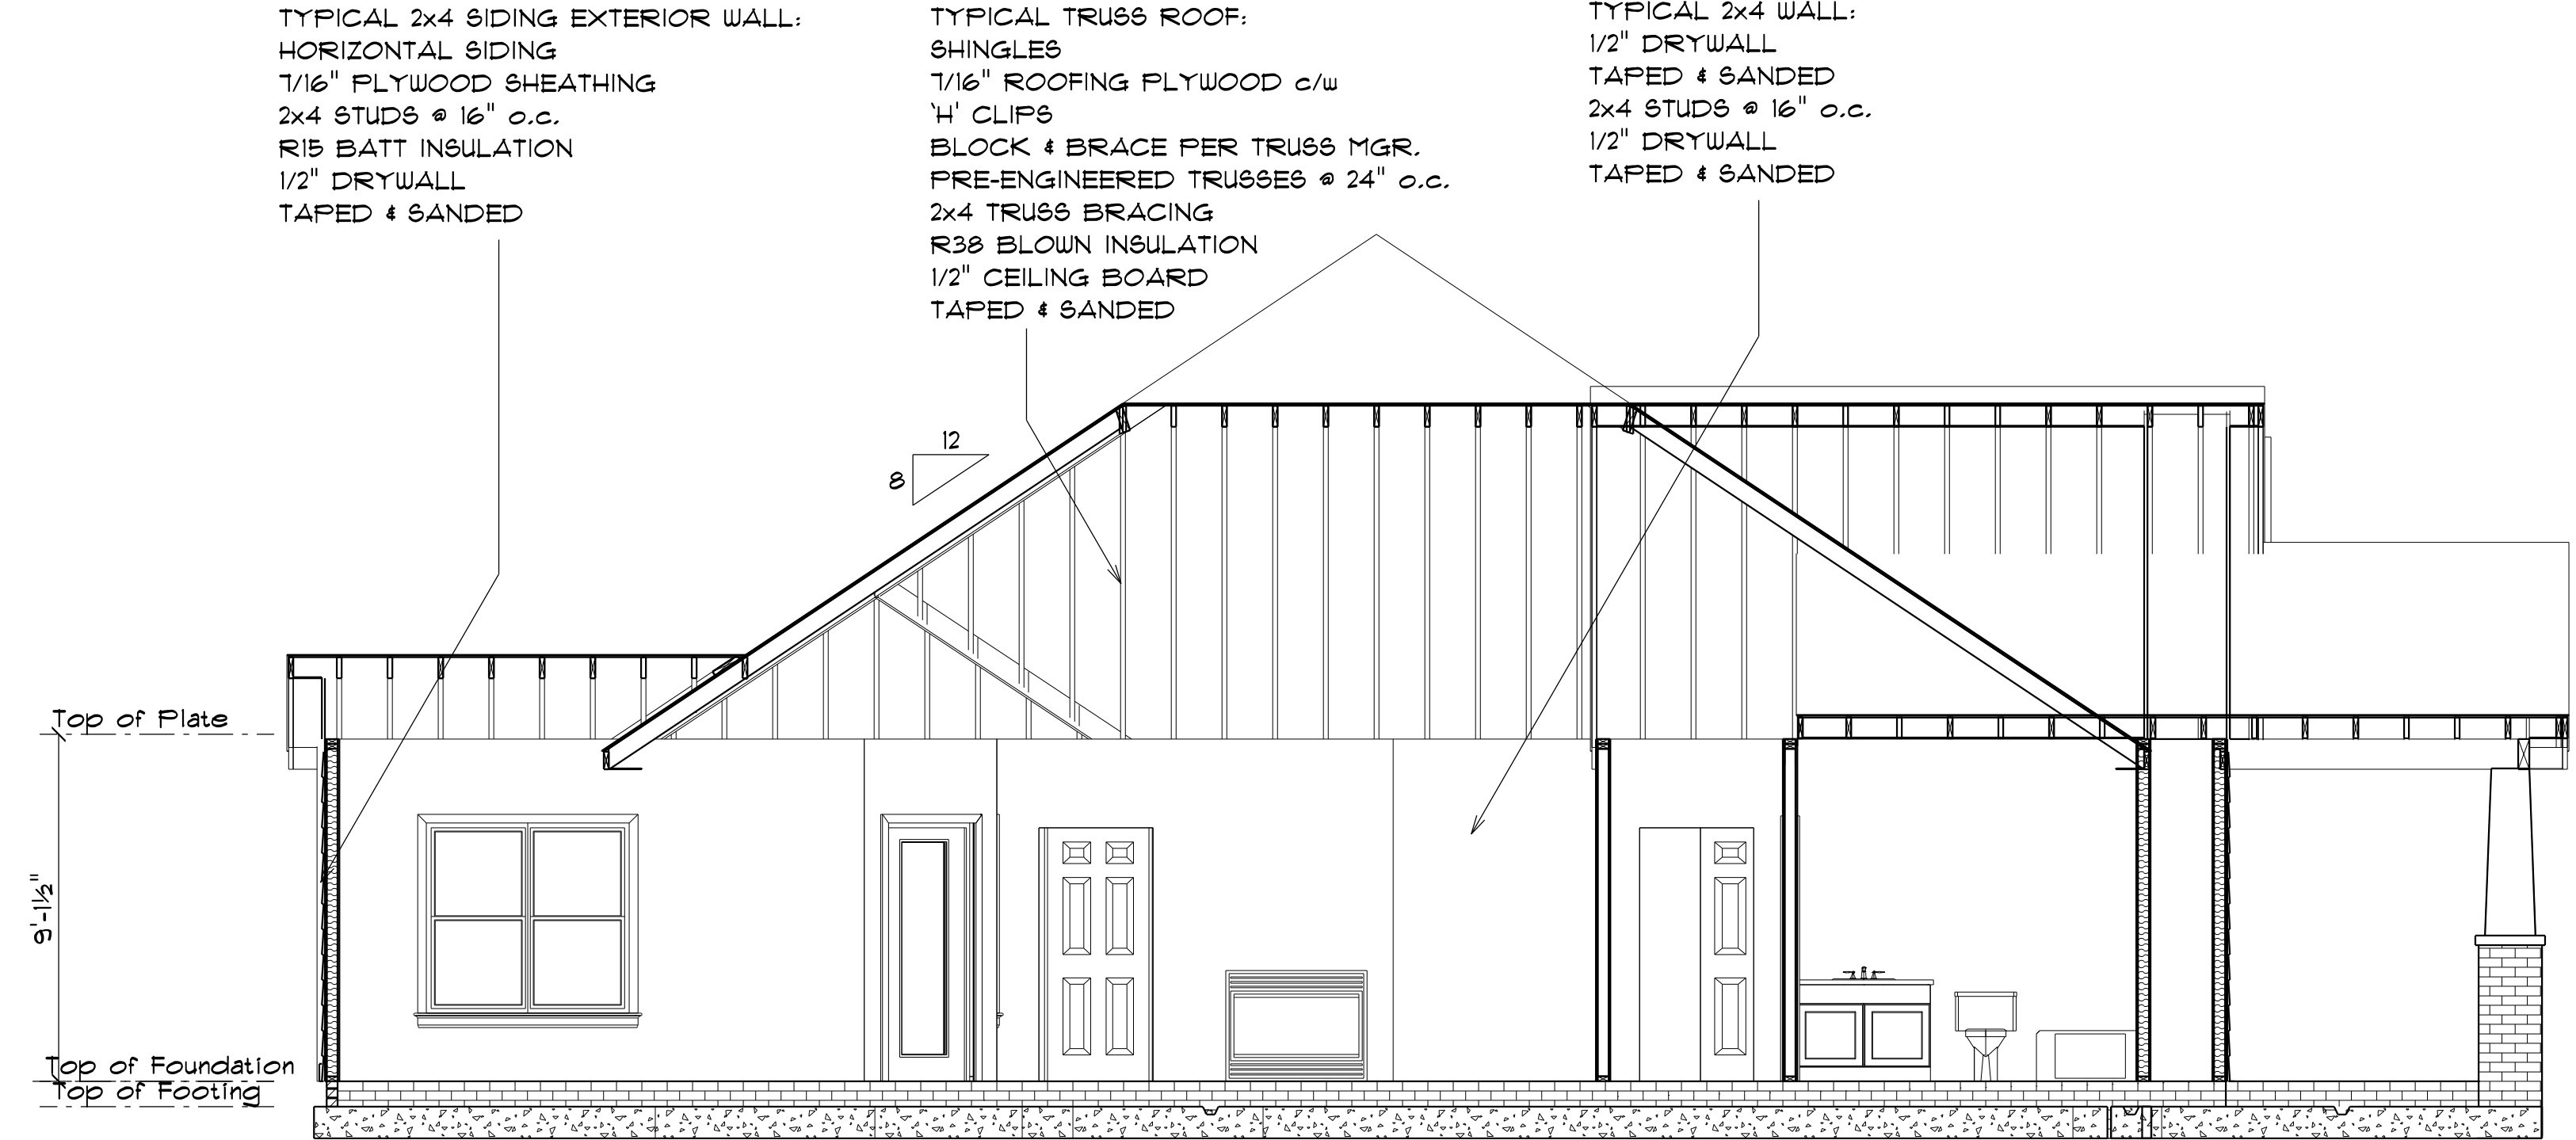 TYPICAL 2x4 SIDING EXTERIOR WALL:
HORIZONTAL SIDING
7/16" PLYWOOD SHEATHING
2x4 STUDS @ 16" o.c.
R15 BATT INSULATION
1/2" DRYWALL
TAPED & SANDED
TYPICAL TRUSS ROOF:
SHINGLES
7/16" ROOFING PLYWOOD c/w
'H' CLIPS
BLOCK & BRACE PER TRUSS MGR.
PRE-ENGINEERED TRUSSES @ 24" o.c.
2x4 TRUSS BRACING
R38 BLOWN INSULATION
1/2" CEILING BOARD
TAPED & SANDED
TYPICAL 2x4 WALL:
1/2" DRYWALL
TAPED & SANDED
2x4 STUDS @ 16" o.c.
1/2" DRYWALL
TAPED & SANDED
12
8
Top of Plate
9'-1½"
Top of Foundation
Top of Footing